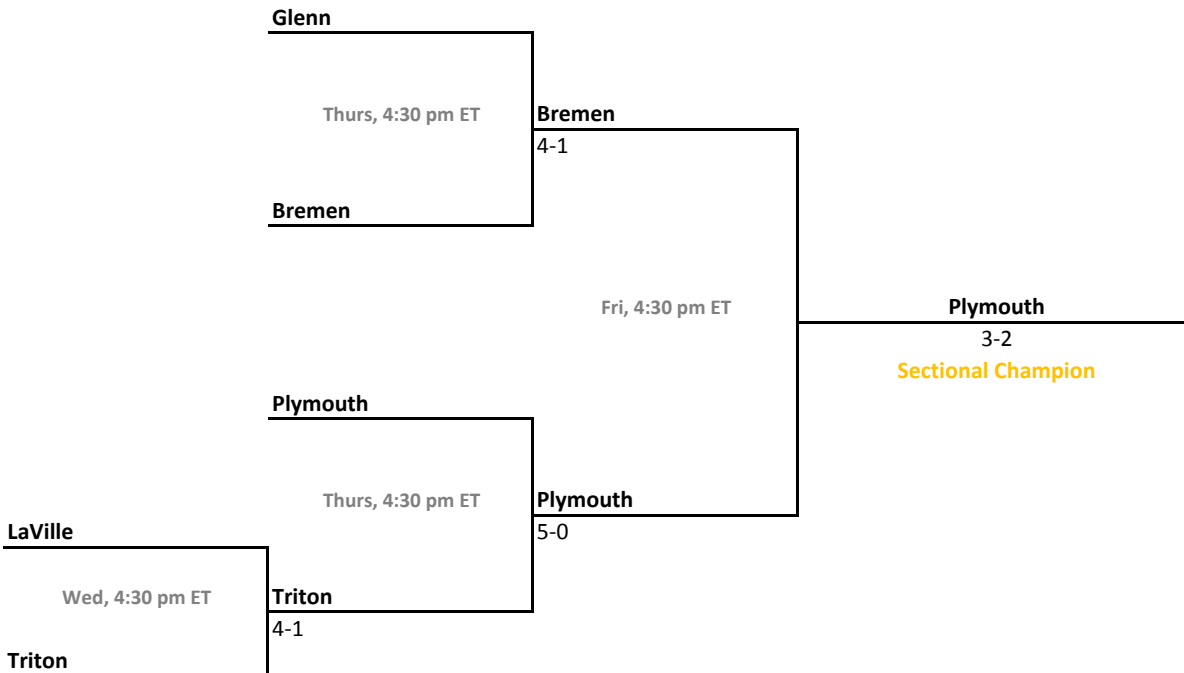 Glenn
Thurs, 4:30 pm ET
Bremen
4-1
Bremen
Fri, 4:30 pm ET
Plymouth
3-2
Sectional Champion
Plymouth
Thurs, 4:30 pm ET
Plymouth
5-0
LaVille
Wed, 4:30 pm ET
Triton
4-1
Triton